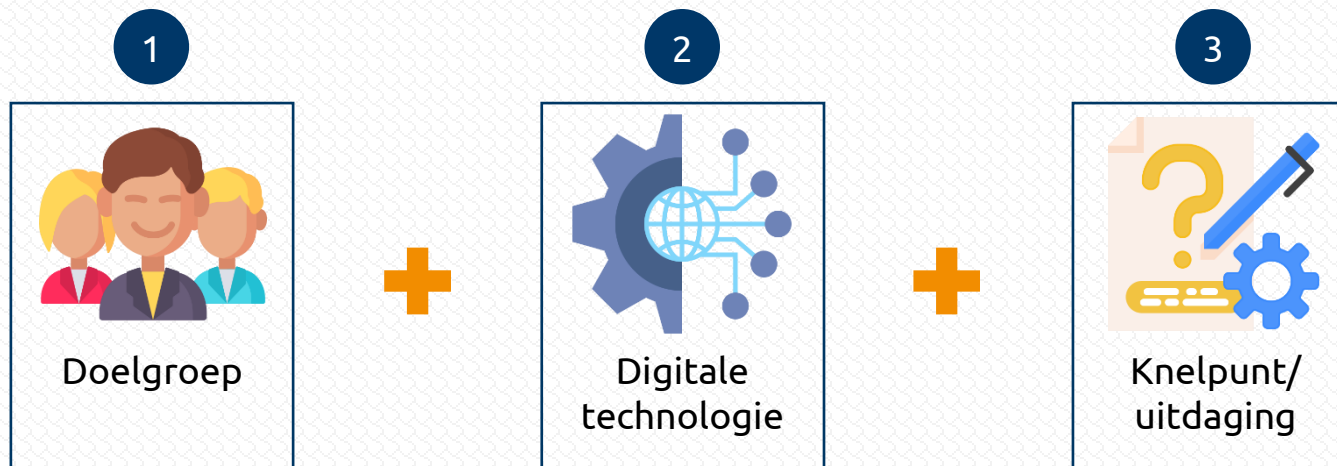 1
2
3
Doelgroep
Digitale
technologie
Knelpunt/
uitdaging